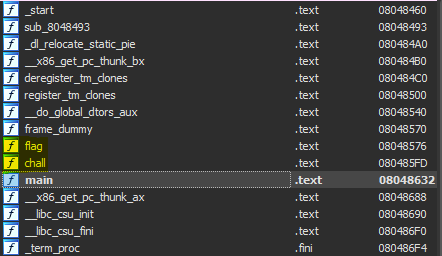 f _start .text 08048460
f sub_8048493 .text 08048493
f _dl_relocate_static_pie .text 080484A0
f __x86_get_pc_thunk_bx .text 080484B0
f deregister_tm_clones .text 080484C0
f register_tm_clones .text 08048500
f __do_global_dtors_aux .text 08048540
f frame_dummy .text 08048570
f flag .text 08048576
f chall .text 080485FD
f main .text 08048632
f __x86_get_pc_thunk_ax .text 08048688
f __libc_csu_init .text 08048690
f __libc_csu_fini .text 080486F0
f _term_proc .fini 080486F4